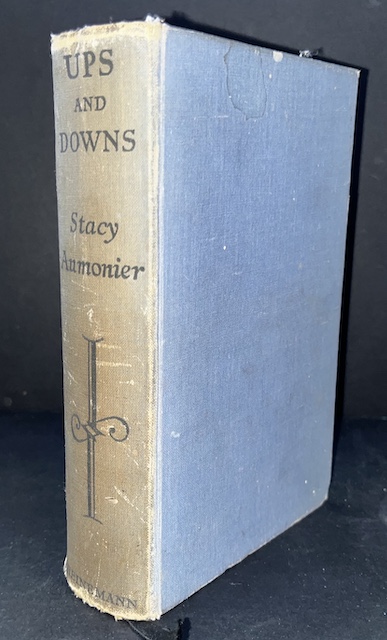 UPS
AND
DOWNS
Stacy
Aumonier
HEINEMANN